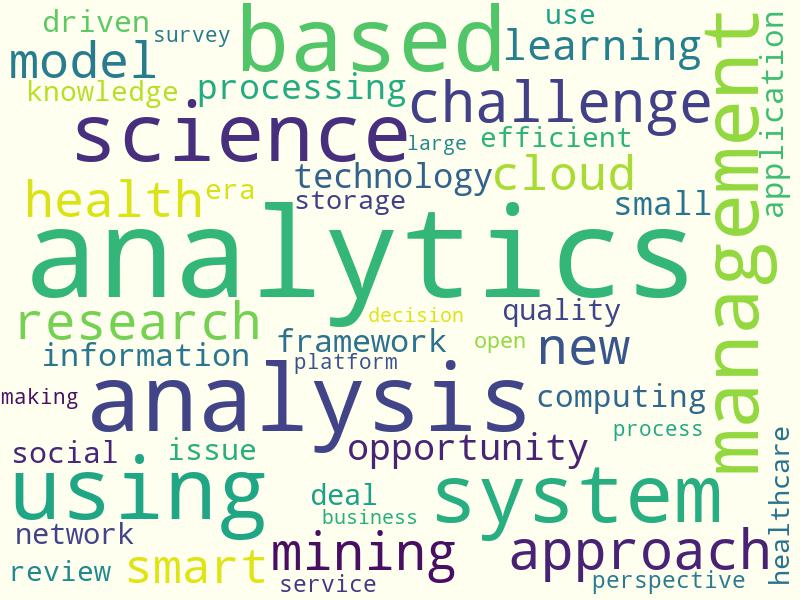 driven
survey
based
use
learning
management
application
model
knowledge
processing
challenge
science
large
efficient
technology
cloud
health
era
storage
small
analytics
research
decision
quality
information
framework
open
new
platform
making
analysis
computing
process
social
issue
opportunity
healthcare
using
deal
business
system
network
review
smart
mining
service
approach
perspective